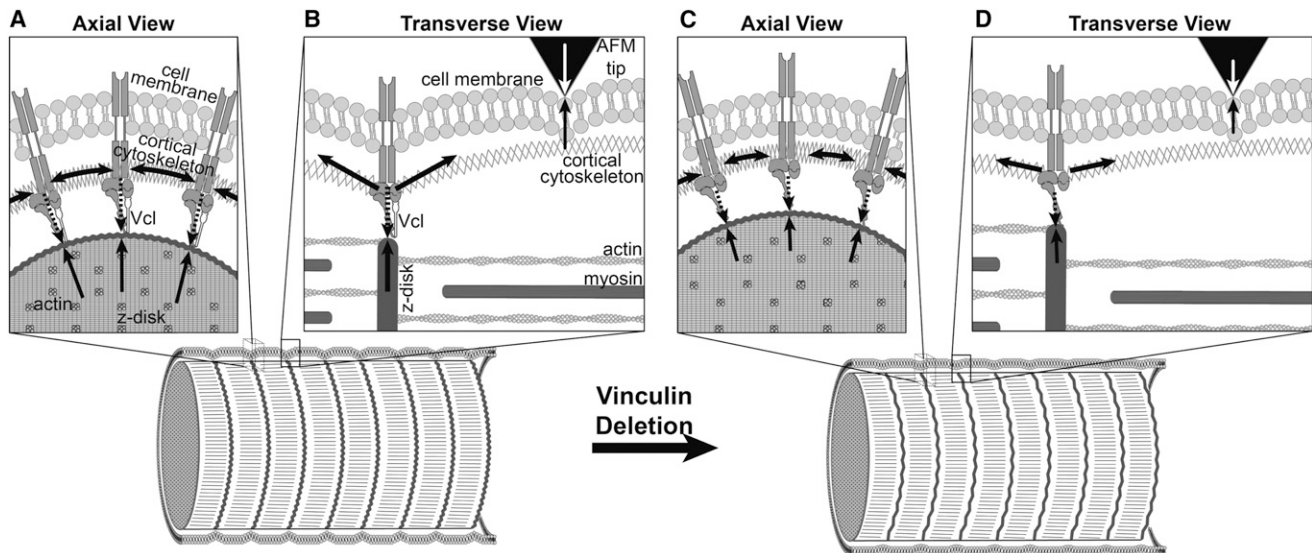 A
Axial View
cell
membrane
cortical
cytoskeleton
Vcl
actin
z-disk
B
Transverse View
AFM
tip
cell membrane
cortical
cytoskeleton
Vcl
actin
myosin
z-disk
C
Axial View
D
Transverse View
Vinculin
Deletion